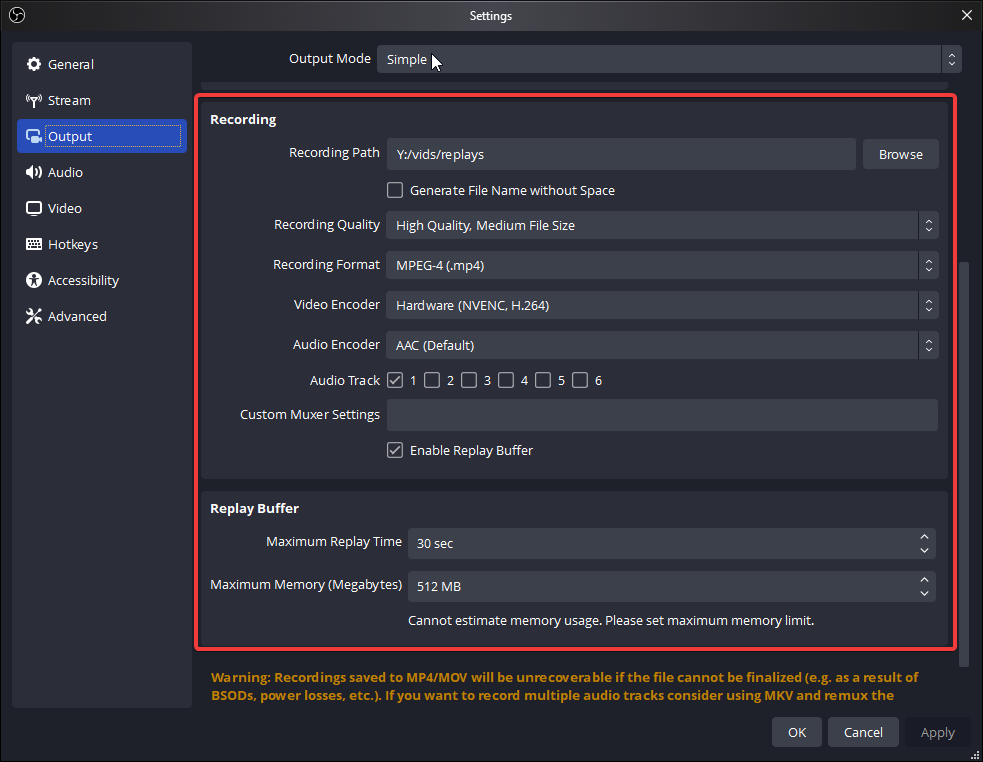 Settings
Output Mode Simple
General
Stream
Output
Audio
Video
Hotkeys
Accessibility
Advanced
Recording
Recording Path Y:/vids/replays Browse
Generate File Name without Space
Recording Quality High Quality, Medium File Size
Recording Format MPEG-4 (.mp4)
Video Encoder Hardware (NVENC, H.264)
Audio Encoder AAC (Default)
Audio Track 1 2 3 4 5 6
Custom Muxer Settings
Enable Replay Buffer
Replay Buffer
Maximum Replay Time 30 sec
Maximum Memory (Megabytes) 512 MB
Cannot estimate memory usage. Please set maximum memory limit.
Warning: Recordings saved to MP4/MOV will be unrecoverable if the file cannot be finalized (e.g. as a result of
BSODs, power losses, etc.). If you want to record multiple audio tracks consider using MKV and remux the
OK Cancel Apply